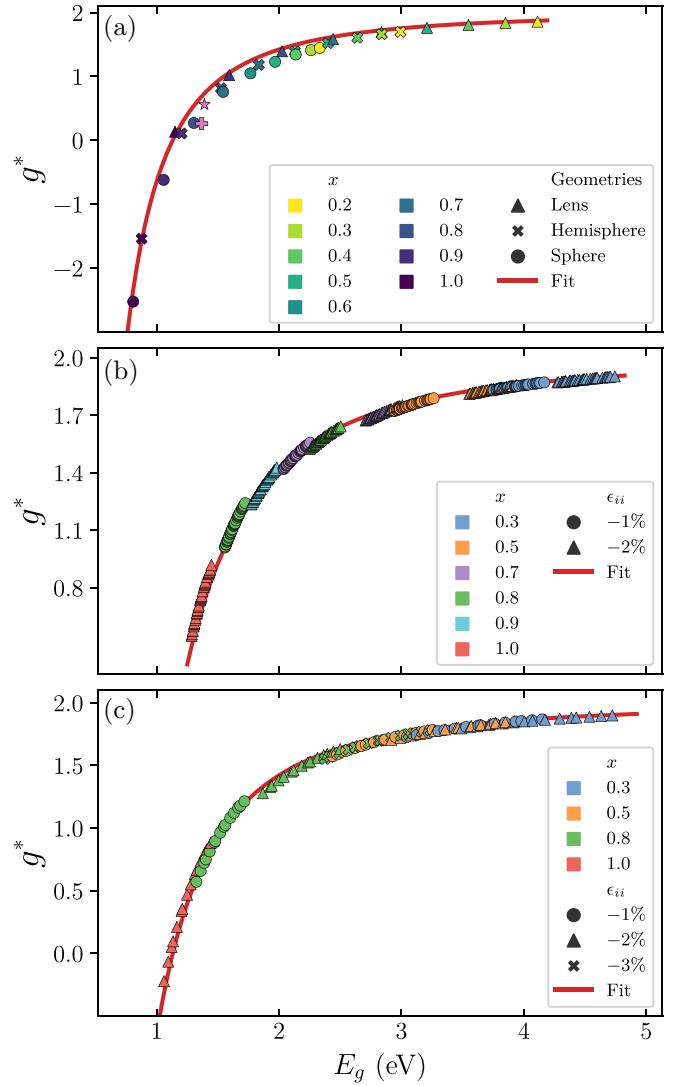 (a)
2
1
0
−1
−2
g*
x
0.2
0.3
0.4
0.5
0.6
0.7
0.8
0.9
1.0
Geometries
Lens
Hemisphere
Sphere
Fit
(b)
2.0
1.7
1.4
1.1
0.8
g*
x
0.3
0.5
0.7
0.8
0.9
1.0
ϵii
−1%
−2%
Fit
(c)
2.0
1.5
1.0
0.5
0.0
g*
x
0.3
0.5
0.8
1.0
ϵii
−1%
−2%
−3%
Fit
1 2 3 4 5
Eg (eV)